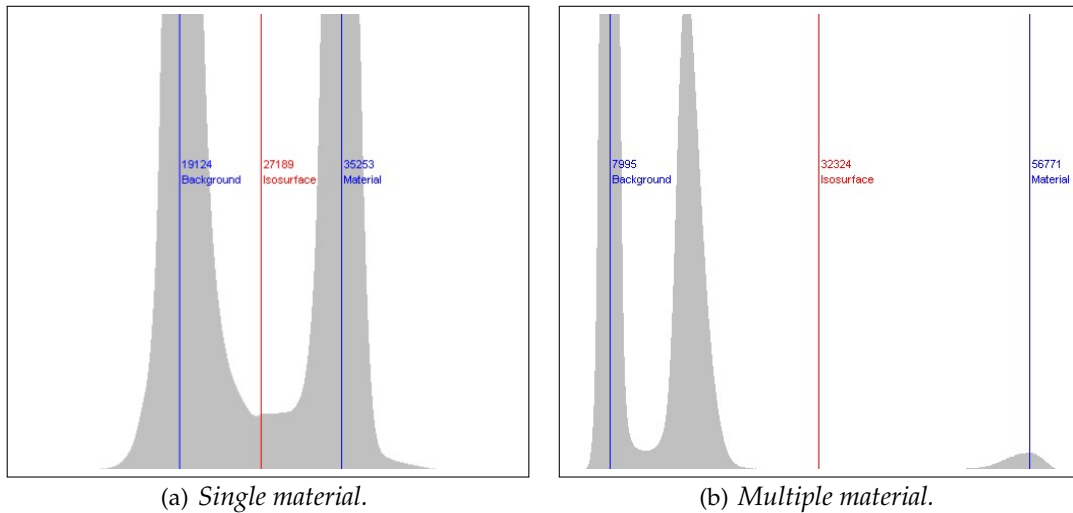 19124
Background
27189
Isosurface
35253
Material
7995
Background
32324
Isosurface
56771
Material
(a) Single material.
(b) Multiple material.